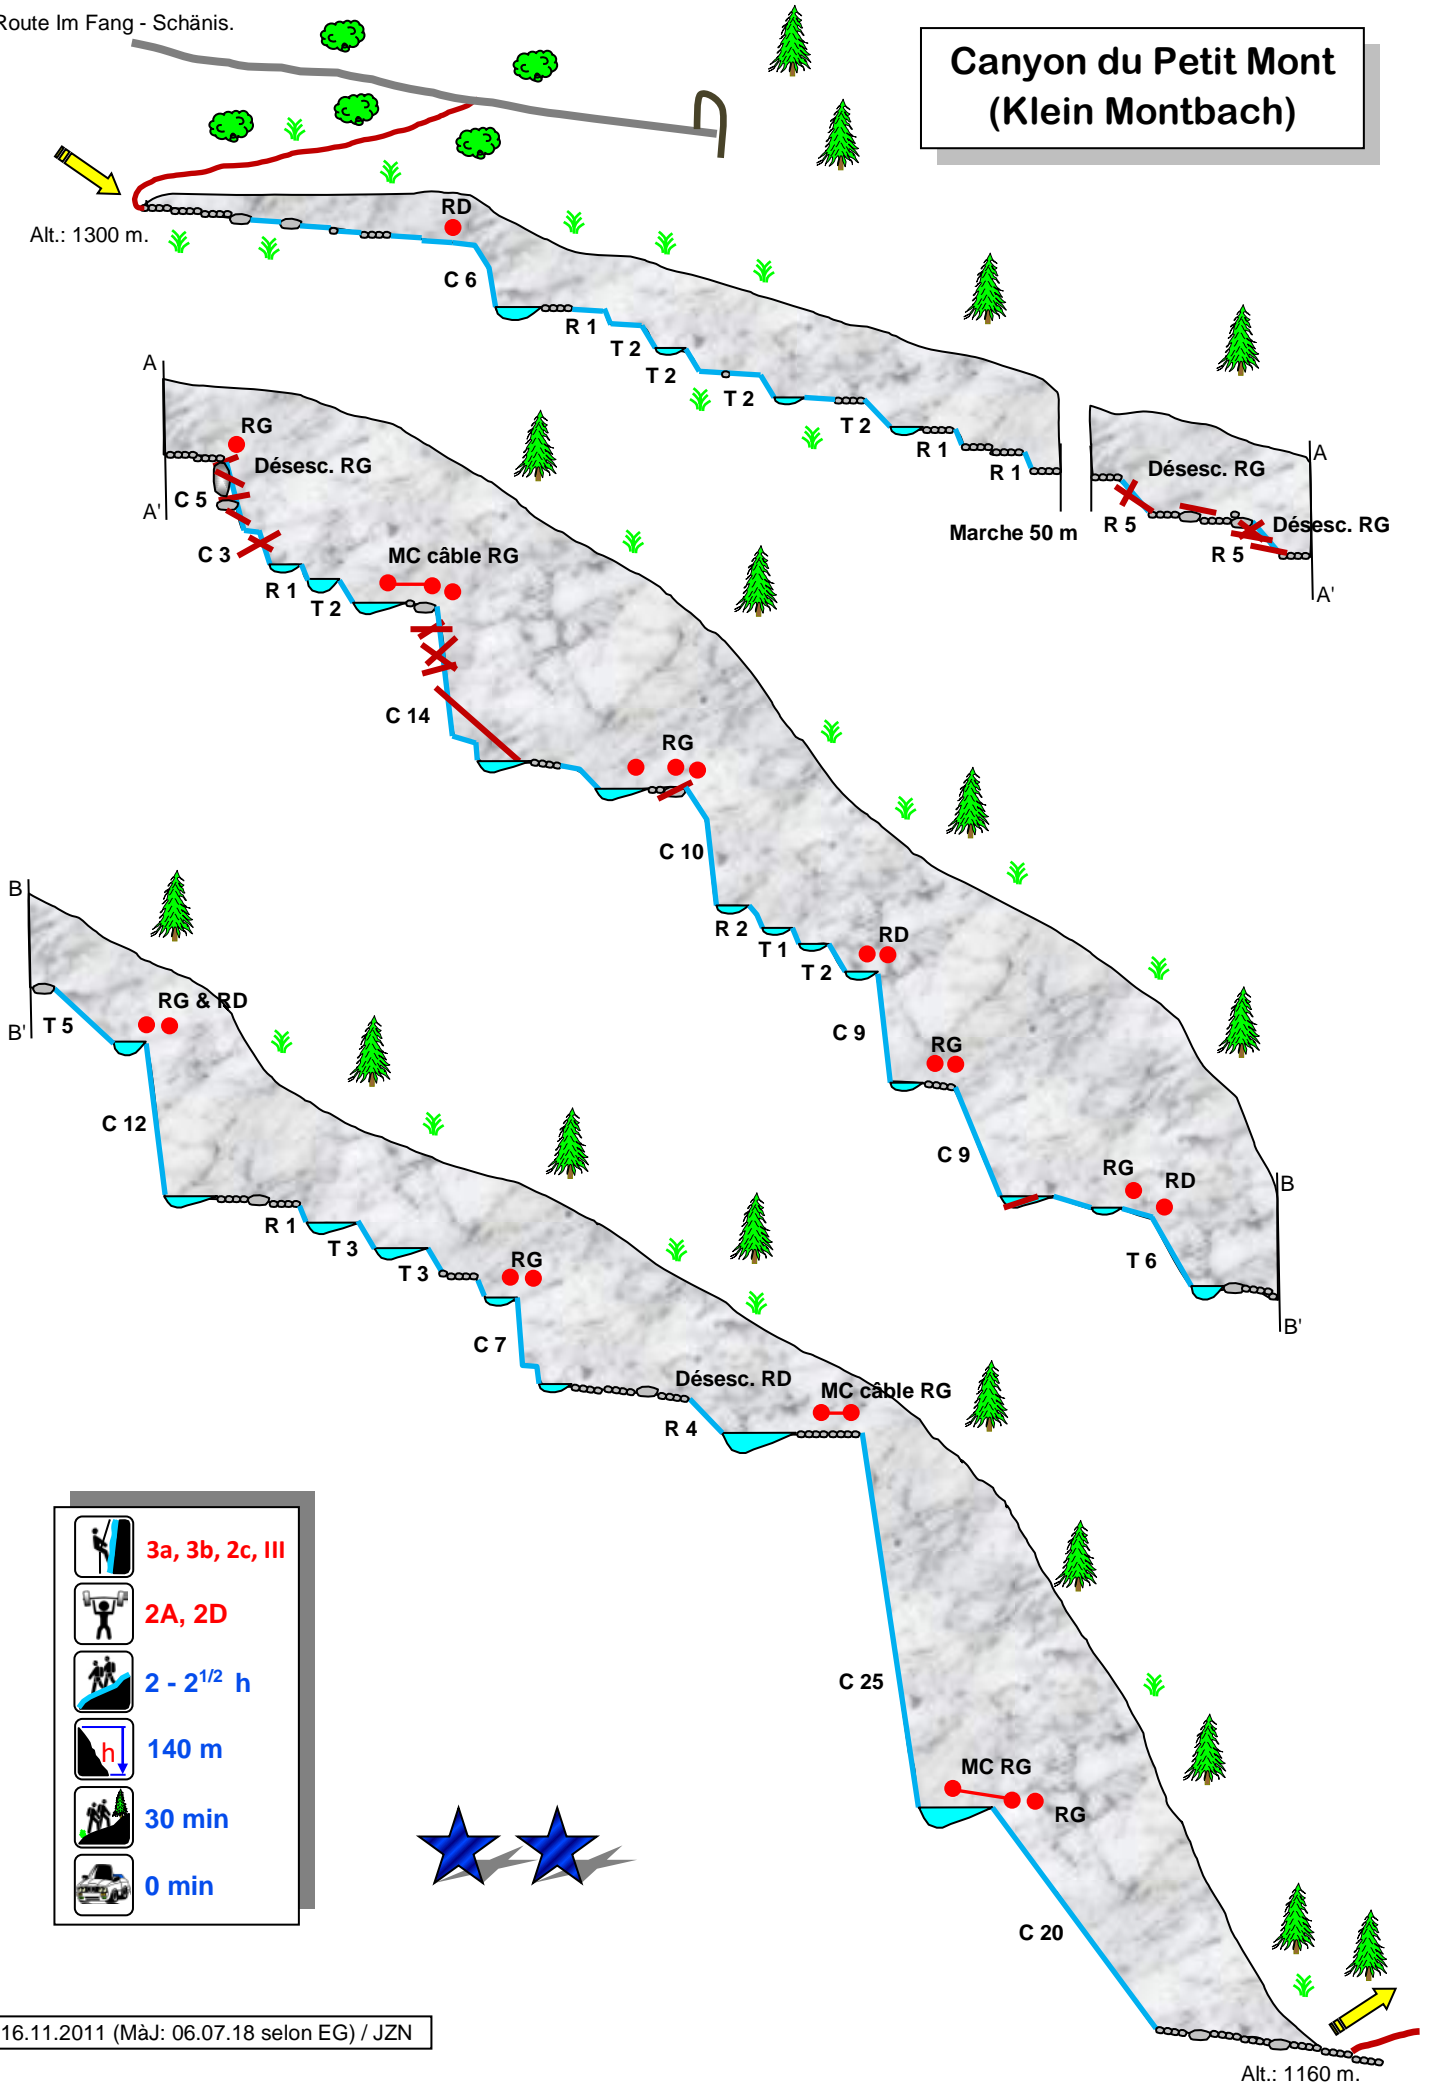 Route Im Fang - Schänis.
Canyon du Petit Mont
(Klein Montbach)
Alt.: 1300 m.
RD
C 6
R 1
T 2
T 2
T 2
T 2
R 1
R 1
Marche 50 m
Désesc. RG
R 5
Désesc. RG
R 5
A
A'
A
A'
RG
Désesc. RG
C 5
C 3
R 1
T 2
MC câble RG
C 14
RG
C 10
R 2
T 1
T 2
RD
C 9
RG
C 9
RG
RD
T 6
B
B'
B
B'
T 5
RG & RD
C 12
R 1
T 3
T 3
RG
C 7
Désesc. RD
R 4
MC câble RG
C 25
MC RG
RG
C 20
3a, 3b, 2c, III
2A, 2D
2 - 2 1/2 h
h
140 m
30 min
0 min
16.11.2011 (MàJ: 06.07.18 selon EG) / JZN
Alt.: 1160 m.